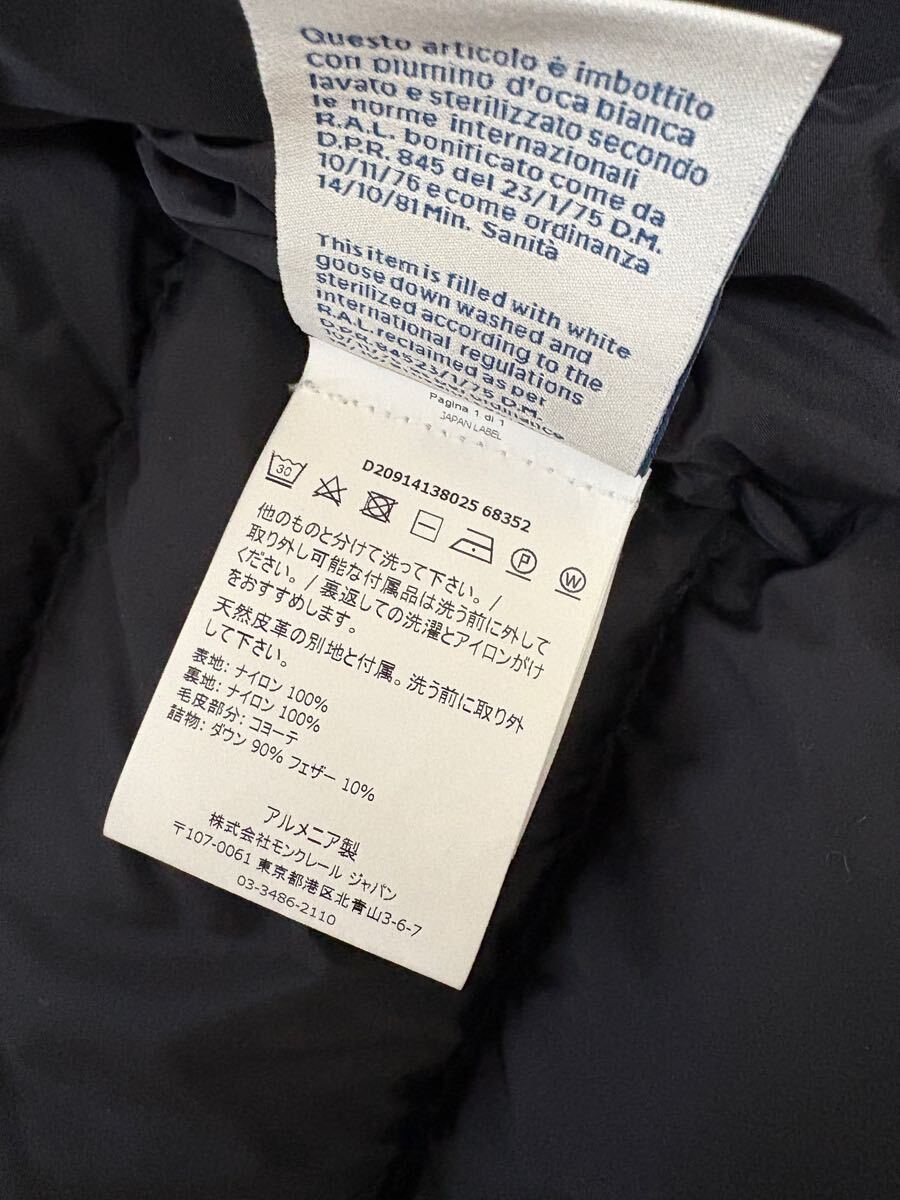 Questo articolo è imbottito
con piumino d'oca bianca
lavato e sterilizzato secondo
le norme internazionali
R.A.L. bonificato come da
D.P.R. 845 del 23/1/75 D.M.
10/11/76 e come ordinanza
14/10/81 Min. Sanità
This item is filled with white
goose down washed and
sterilized according to the
international regulations
R.A.L. reclaimed as per
D.P.R. 845 23/1/75 D.M.
Pagina 1 di 1
JAPAN LABEL
D20914138025 68352
30
P
W
他のものと分けて洗って下さい。/
取り外し可能な付属品は洗う前に外して
ください。/ 裏返しての洗濯とアイロンがけ
をおすすめします。
天然皮革の別地と付属。洗う前に取り外
して下さい。
表地: ナイロン 100%
裏地: ナイロン 100%
毛皮部分: コヨーテ
詰物: ダウン 90% フェザー 10%
アルメニア製
株式会社モンクレール ジャパン
〒107-0061 東京都港区北青山3-6-7
03-3486-2110